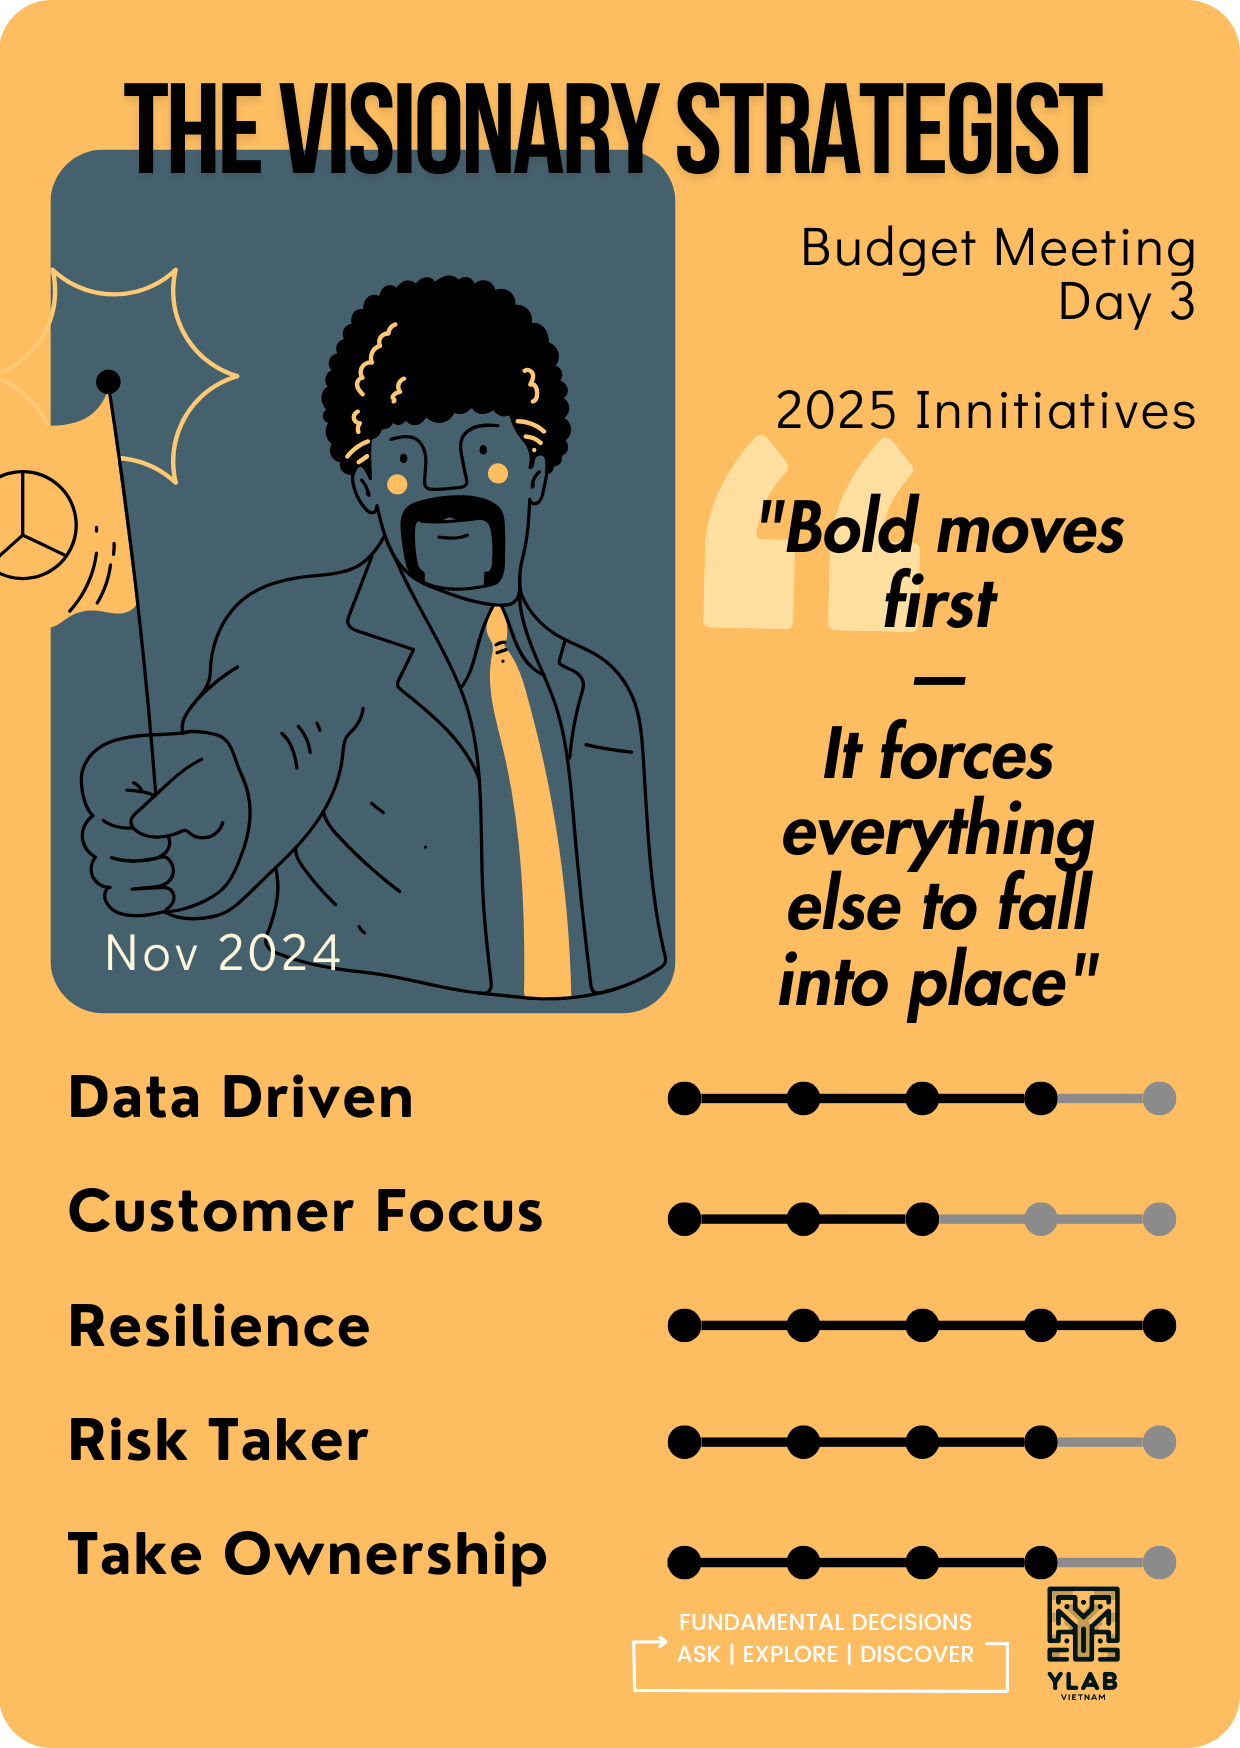 THE VISIONARY STRATEGIST
Budget Meeting
Day 3
2025 Innitiatives
"Bold moves
first
—
It forces
everything
else to fall
into place"
Nov 2024
Data Driven
Customer Focus
Resilience
Risk Taker
Take Ownership
FUNDAMENTAL DECISIONS
ASK | EXPLORE | DISCOVER
YLAB
VIETNAM